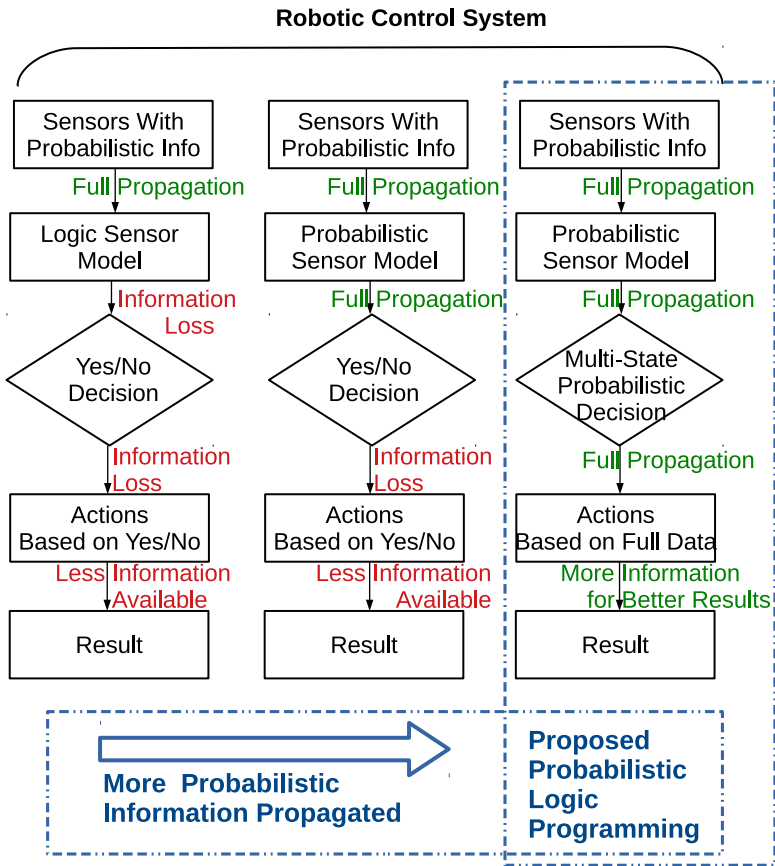 Robotic Control System
Sensors With
Probabilistic Info
Full Propagation
Logic Sensor
Model
Information
Loss
Yes/No
Decision
Information
Loss
Actions
Based on Yes/No
Less Information
Available
Result
Sensors With
Probabilistic Info
Full Propagation
Probabilistic
Sensor Model
Full Propagation
Yes/No
Decision
Information
Loss
Actions
Based on Yes/No
Less Information
Available
Result
Sensors With
Probabilistic Info
Full Propagation
Probabilistic
Sensor Model
Full Propagation
Multi-State
Probabilistic
Decision
Full Propagation
Actions
Based on Full Data
More Information
for Better Results
Result
More Probabilistic
Information Propagated
Proposed
Probabilistic
Logic
Programming